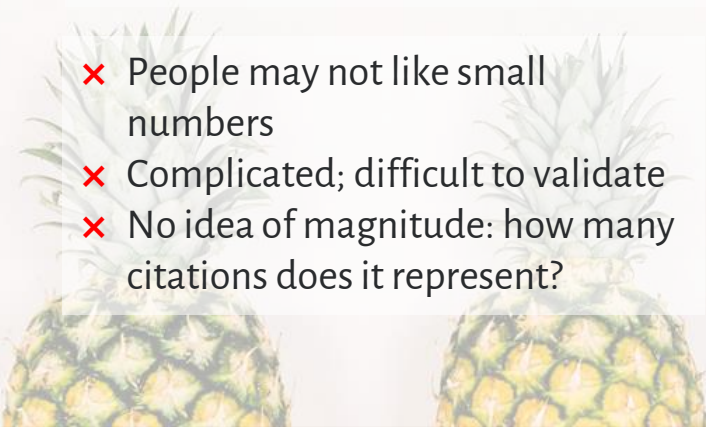 × People may not like small
numbers
× Complicated; difficult to validate
× No idea of magnitude: how many
citations does it represent?